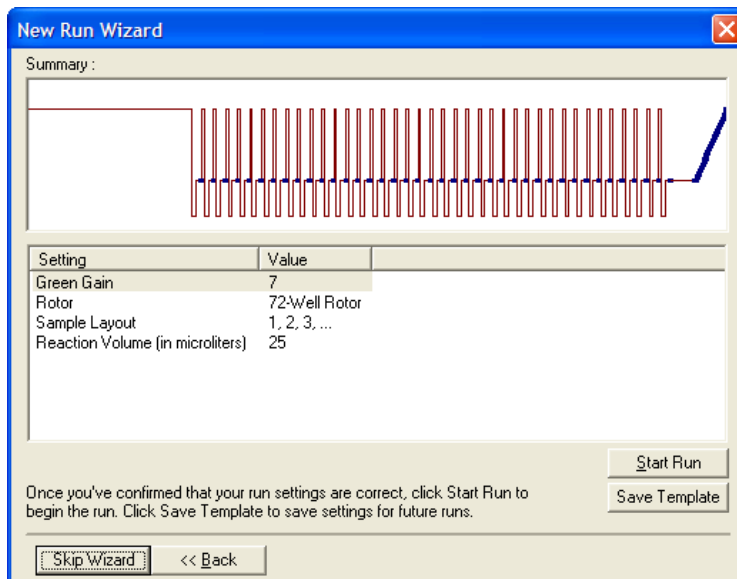 New Run Wizard
Summary :
Setting Value
Green Gain 7
Rotor 72-Well Rotor
Sample Layout 1, 2, 3, ...
Reaction Volume (in microliters) 25
Start Run
Once you've confirmed that your run settings are correct, click Start Run to
begin the run. Click Save Template to save settings for future runs.
Save Template
Skip Wizard << Back